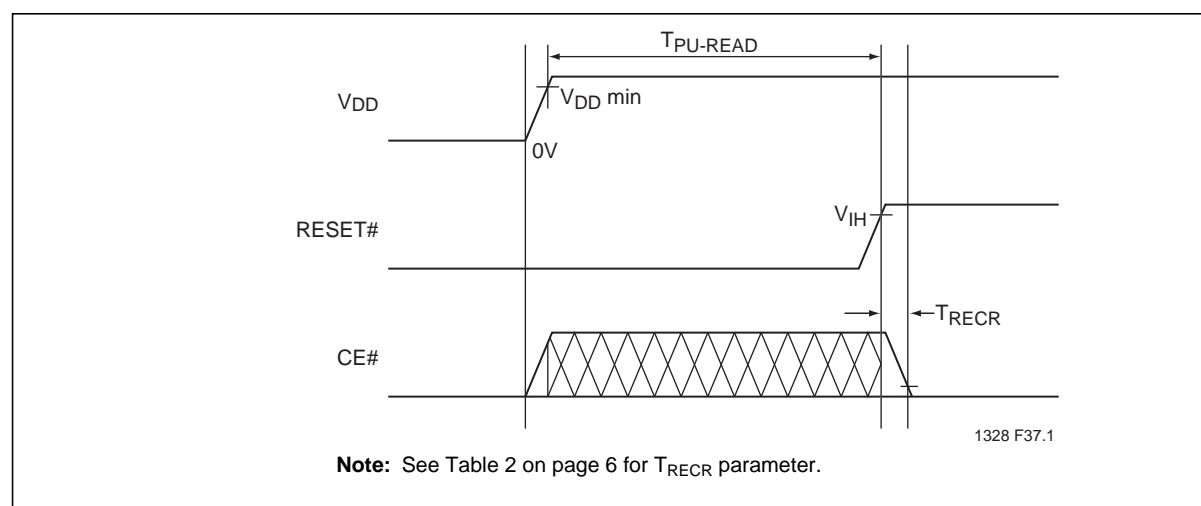 TPU-READ
VDD
VDD min
0V
VIH
RESET#
TRECR
CE#
1328 F37.1
Note: See Table 2 on page 6 for TRECR parameter.